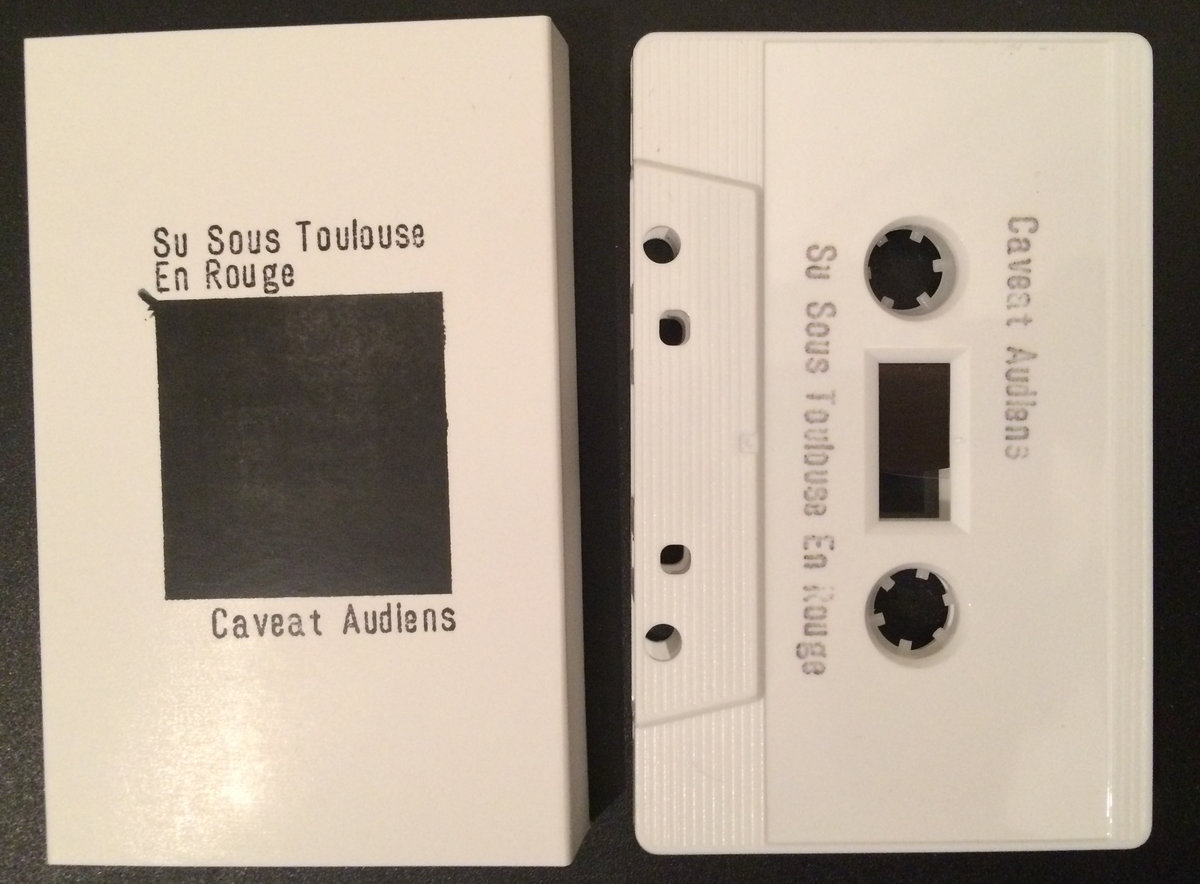 Su Sous Toulouse
En Rouge
Caveat Audiens
Caveat Audiens
Su Sous Toulouse En Rouge